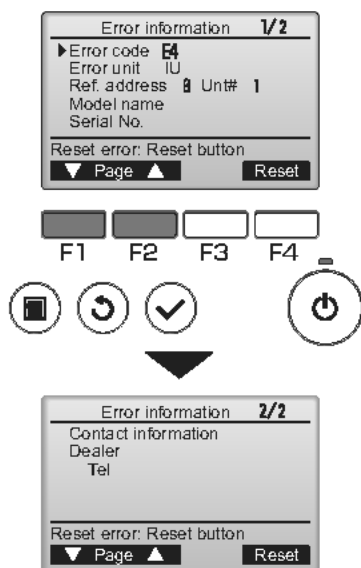 Error information 1/2
Error code E4
Error unit IU
Ref. address 0 Unt# 1
Model name
Serial No.
Reset error: Reset button
▼ Page ▲ Reset
F1 F2 F3 F4
Error information 2/2
Contact information
Dealer
Tel
Reset error: Reset button
▼ Page ▲ Reset